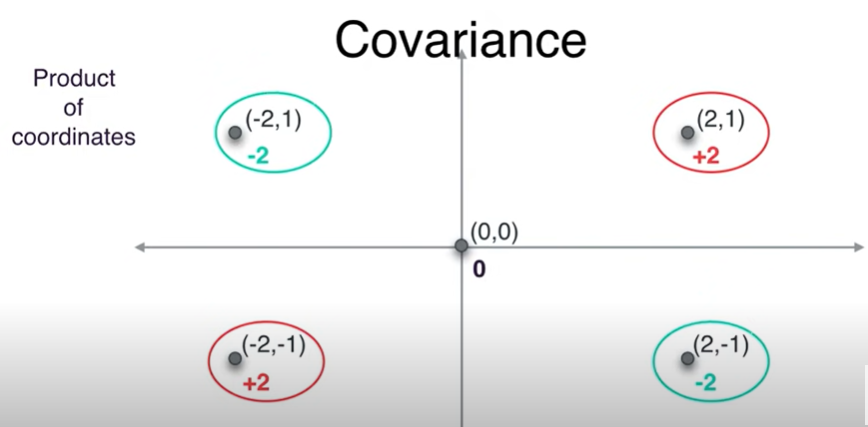 Covariance
Product
of
coordinates
(-2,1)
-2
(2,1)
+2
(0,0)
0
(-2,-1)
+2
(2,-1)
-2